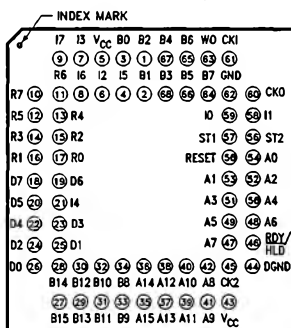 INDEX MARK
I7 I3 VCC B0 B2 B4 B6 WO CKI
9 7 5 3 1 67 65 63 61
R6 I6 I2 I5 B1 B3 B5 B7 GND
R7 10 11 8 6 4 2 68 66 64 62 60 CKO
R5 12 13 R4 IO 59 58 I1
R3 14 15 R2 ST1 57 56 ST2
R1 16 17 R0 RESET 55 54 A0
D7 18 19 D6 A1 53 52 A2
D5 20 21 I4 A3 51 50 A4
D4 22 23 D3 A5 49 48 A6
D2 24 25 D1 A7 47 46 RDY/HLD
D0 26 28 30 32 34 36 38 40 42 45 44 DGND
B14 B12 B10 B8 A14 A12 A10 A8 CK2
27 29 31 33 35 37 39 41 43
B15 B13 B11 B9 A15 A13 A11 A9 VCC